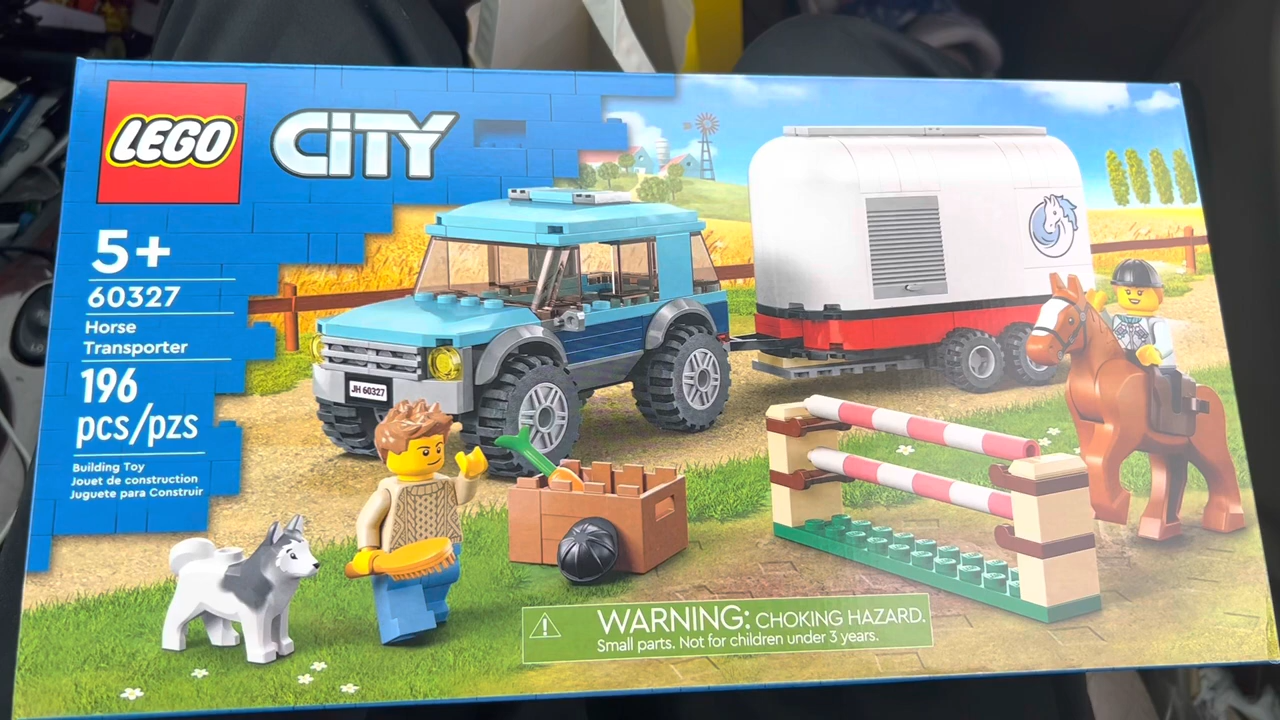 LEGO®
CITY
5+
60327
Horse
Transporter
196
pcs/pzs
Building Toy
Jouet de construction
Juguete para Construir
JH 60327
WARNING: CHOKING HAZARD.
Small parts. Not for children under 3 years.